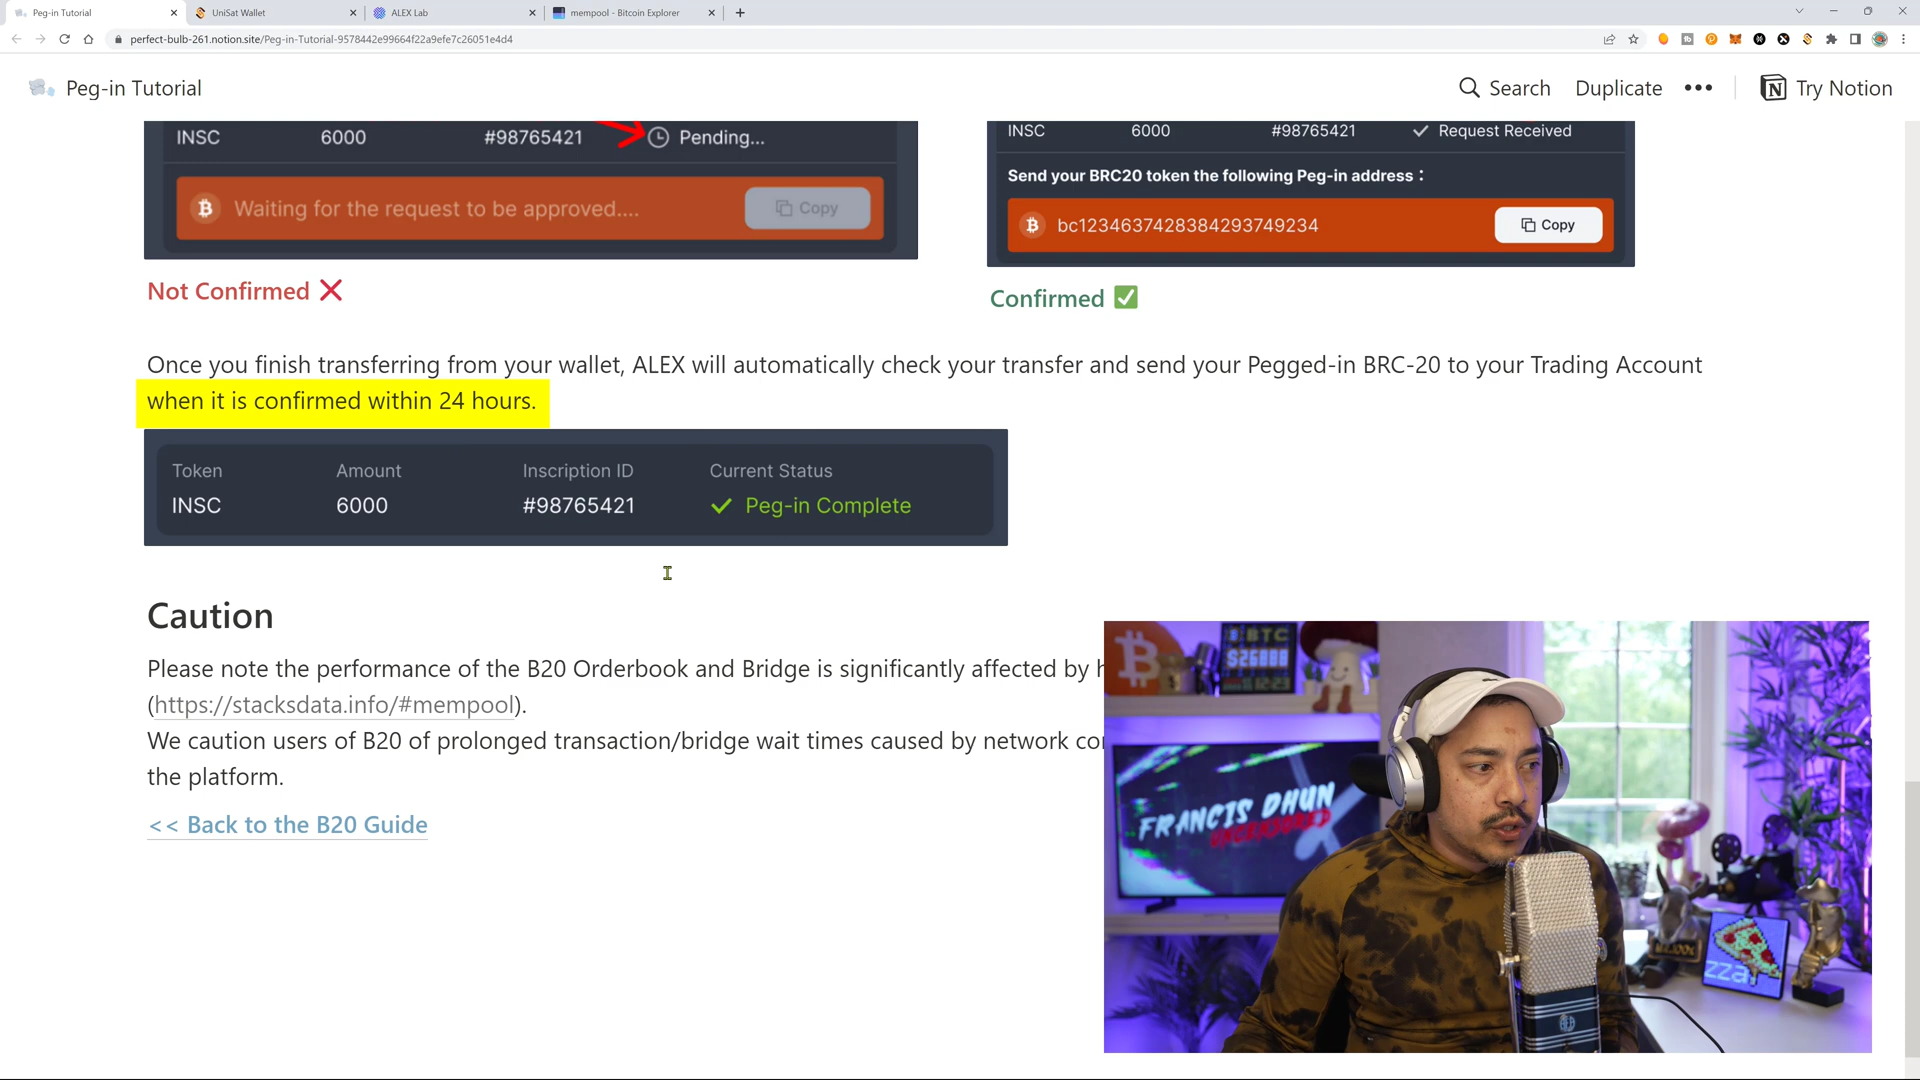 Peg-in Tutorial
UniSat Wallet
ALEX Lab
mempool - Bitcoin Explorer
perfect-bulb-261.notion.site/Peg-in-Tutorial-9578442e99664f22a9efe7c26051e4d4
Peg-in Tutorial
Search
Duplicate
Try Notion
INSC 6000 #98765421 Pending...
Waiting for the request to be approved....
Copy
Not Confirmed
INSC 6000 #98765421 Request Received
Send your BRC20 token the following Peg-in address :
bc1234637428384293749234
Copy
Confirmed
Once you finish transferring from your wallet, ALEX will automatically check your transfer and send your Pegged-in BRC-20 to your Trading Account
when it is confirmed within 24 hours.
Token Amount Inscription ID Current Status
INSC 6000 #98765421 Peg-in Complete
Caution
Please note the performance of the B20 Orderbook and Bridge is significantly affected by h
(https://stacksdata.info/#mempool).
We caution users of B20 of prolonged transaction/bridge wait times caused by network co
the platform.
<< Back to the B20 Guide
BTC
FRANCIS DHUN
UNCENSORED
zza